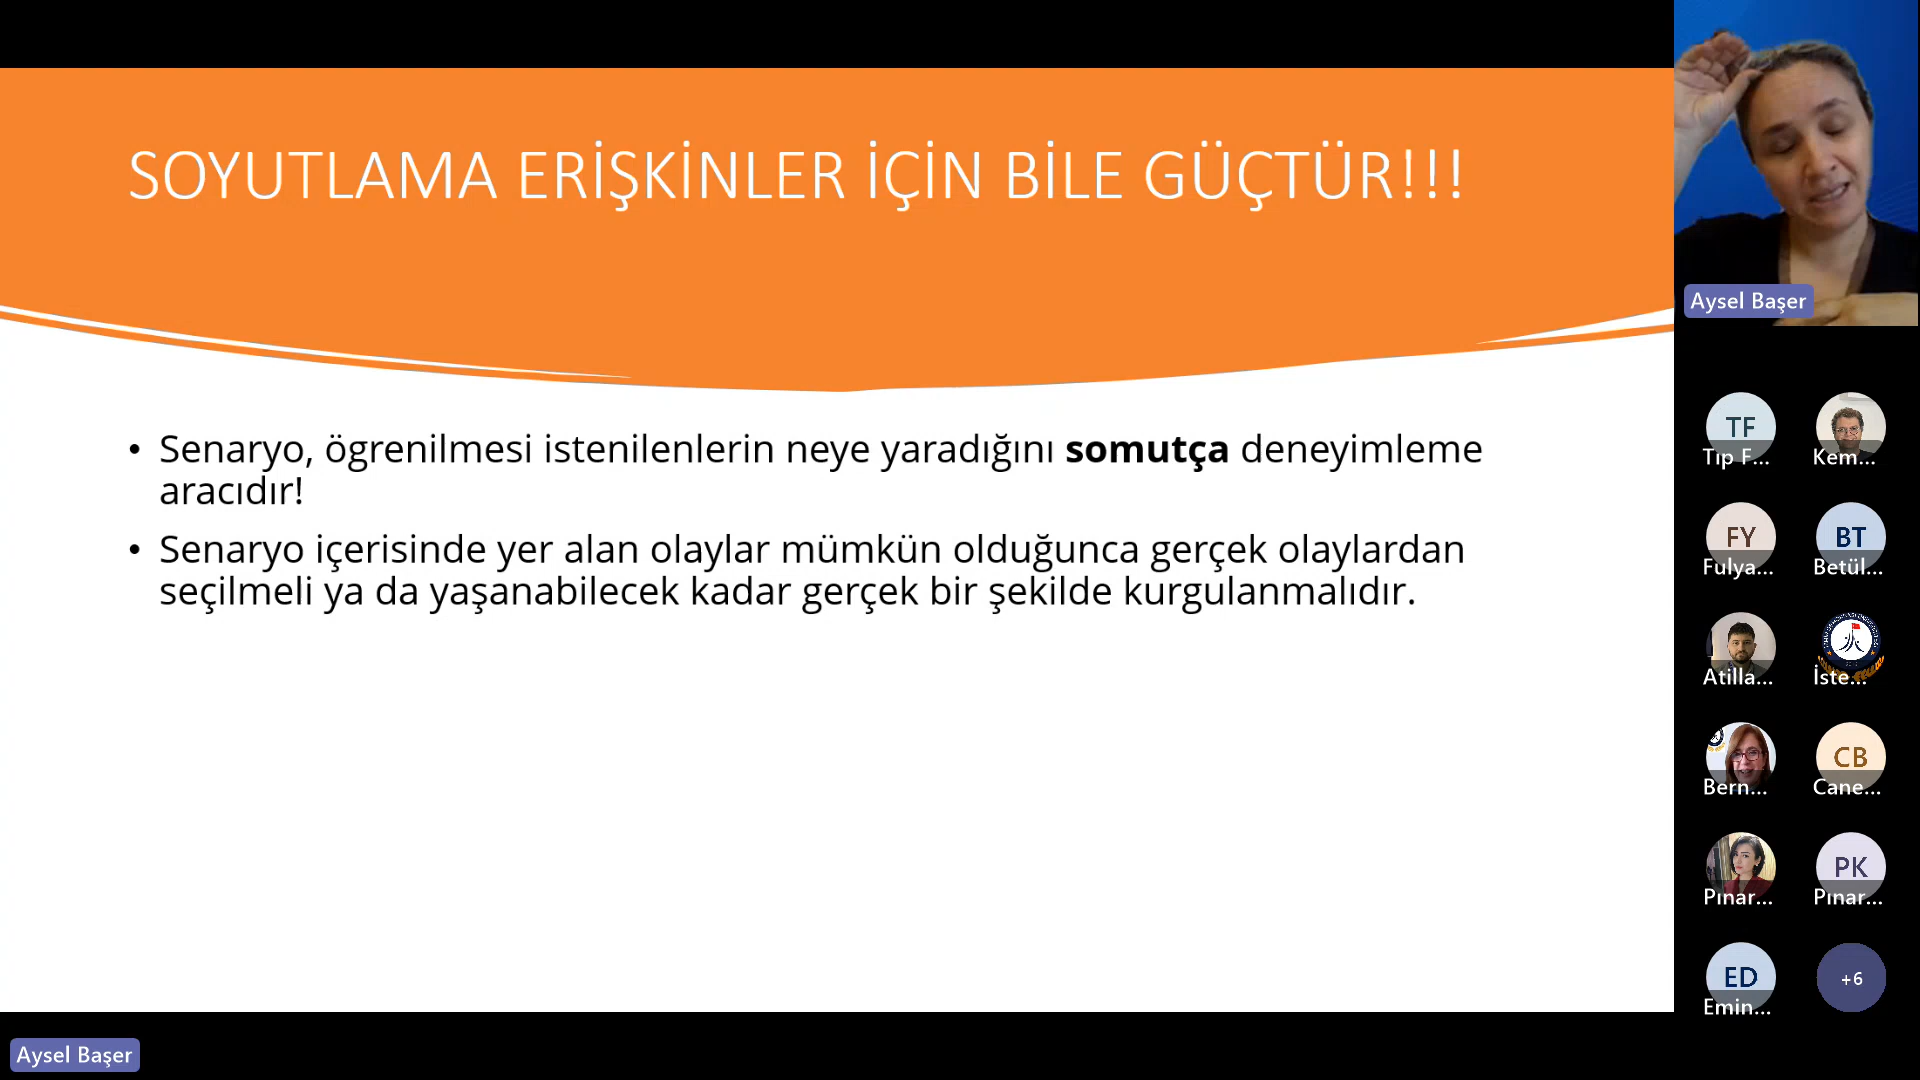 SOYUTLAMA ERİŞKİNLER İÇİN BİLE GÜÇTÜR!!!
• Senaryo, ögrenilmesi istenilenlerin neye yaradığını somutça deneyimleme
aracıdır!
• Senaryo içerisinde yer alan olaylar mümkün olduğunca gerçek olaylardan
seçilmeli ya da yaşanabilecek kadar gerçek bir şekilde kurgulanmalıdır.
Aysel Başer
TF
Tıp F...
Kem...
FY
Fulya...
BT
Betül...
Atilla...
İste...
Bern...
CB
Cane...
Pınar...
PK
Pınar...
ED
Emin...
+6
Aysel Başer